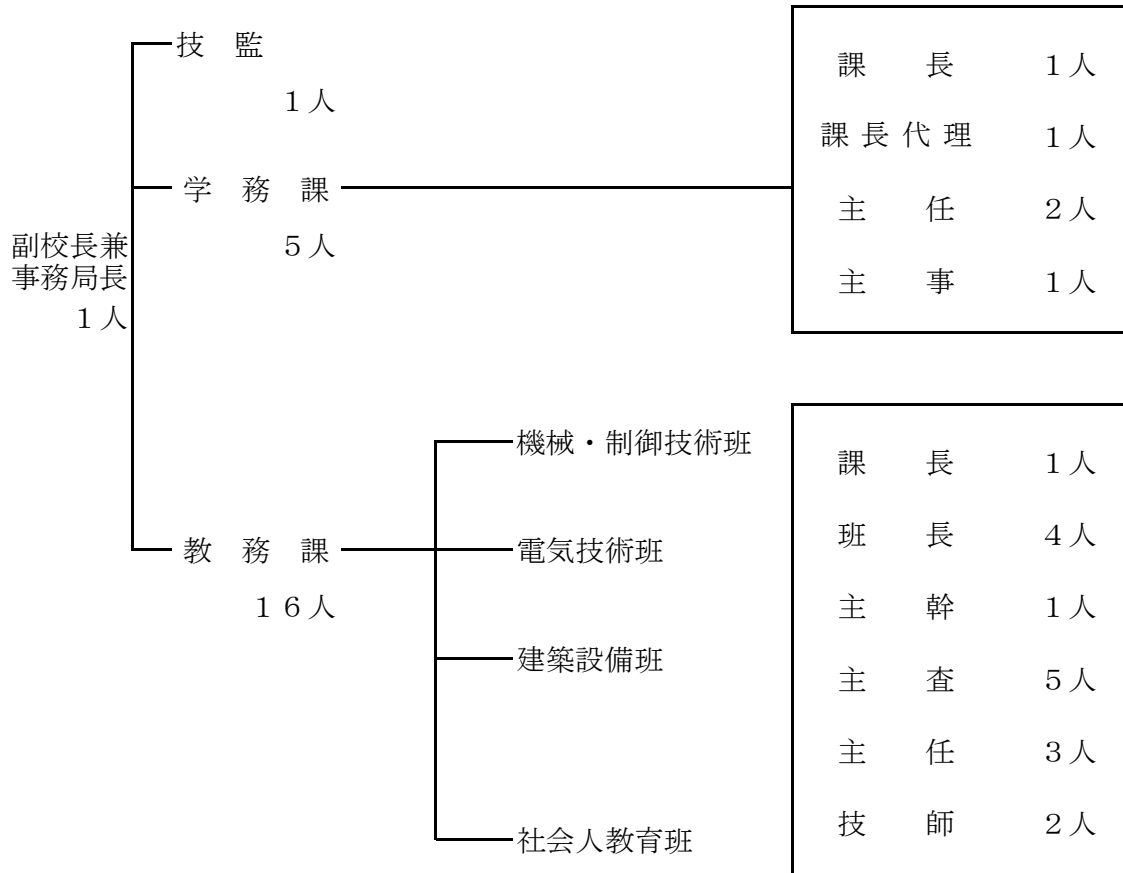 技　監
１人
学　務　課
５人
副校長兼
事務局長
１人
課　　長　　１人
課長代理　　１人
主　　任　　２人
主　　事　　１人
教　務　課
１６人
機械・制御技術班
電気技術班
建築設備班
社会人教育班
課　　長　　１人
班　　長　　４人
主　　幹　　１人
主　　査　　５人
主　　任　　３人
技　　師　　２人